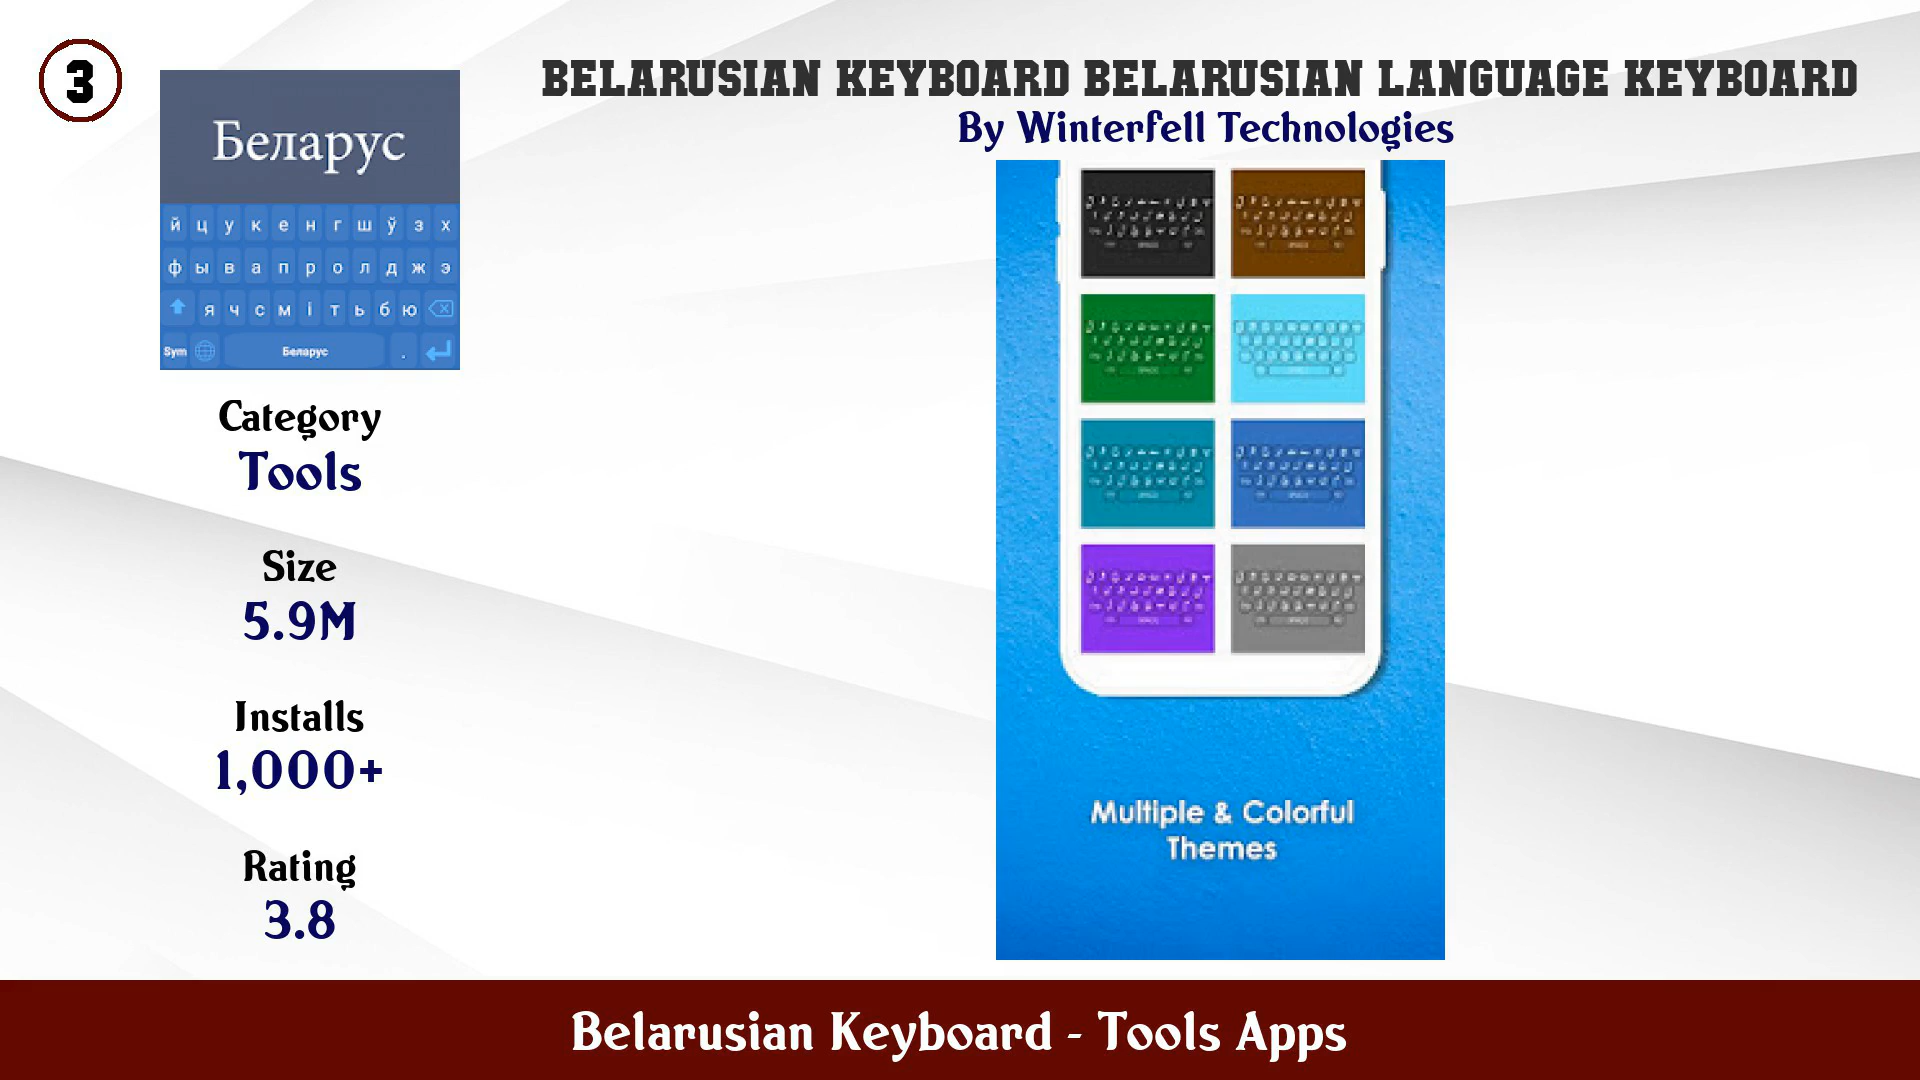 3
BELARUSIAN KEYBOARD BELARUSIAN LANGUAGE KEYBOARD
By Winterfell Technologies
Беларус
й ц у к е н г ш ў з х
ф ы в а п р о л д ж э
я ч с м і т ь б ю
Sym Беларус .
Category
Tools
Size
5.9M
Installs
1,000+
Rating
3.8
Multiple & Colorful
Themes
Belarusian Keyboard - Tools Apps